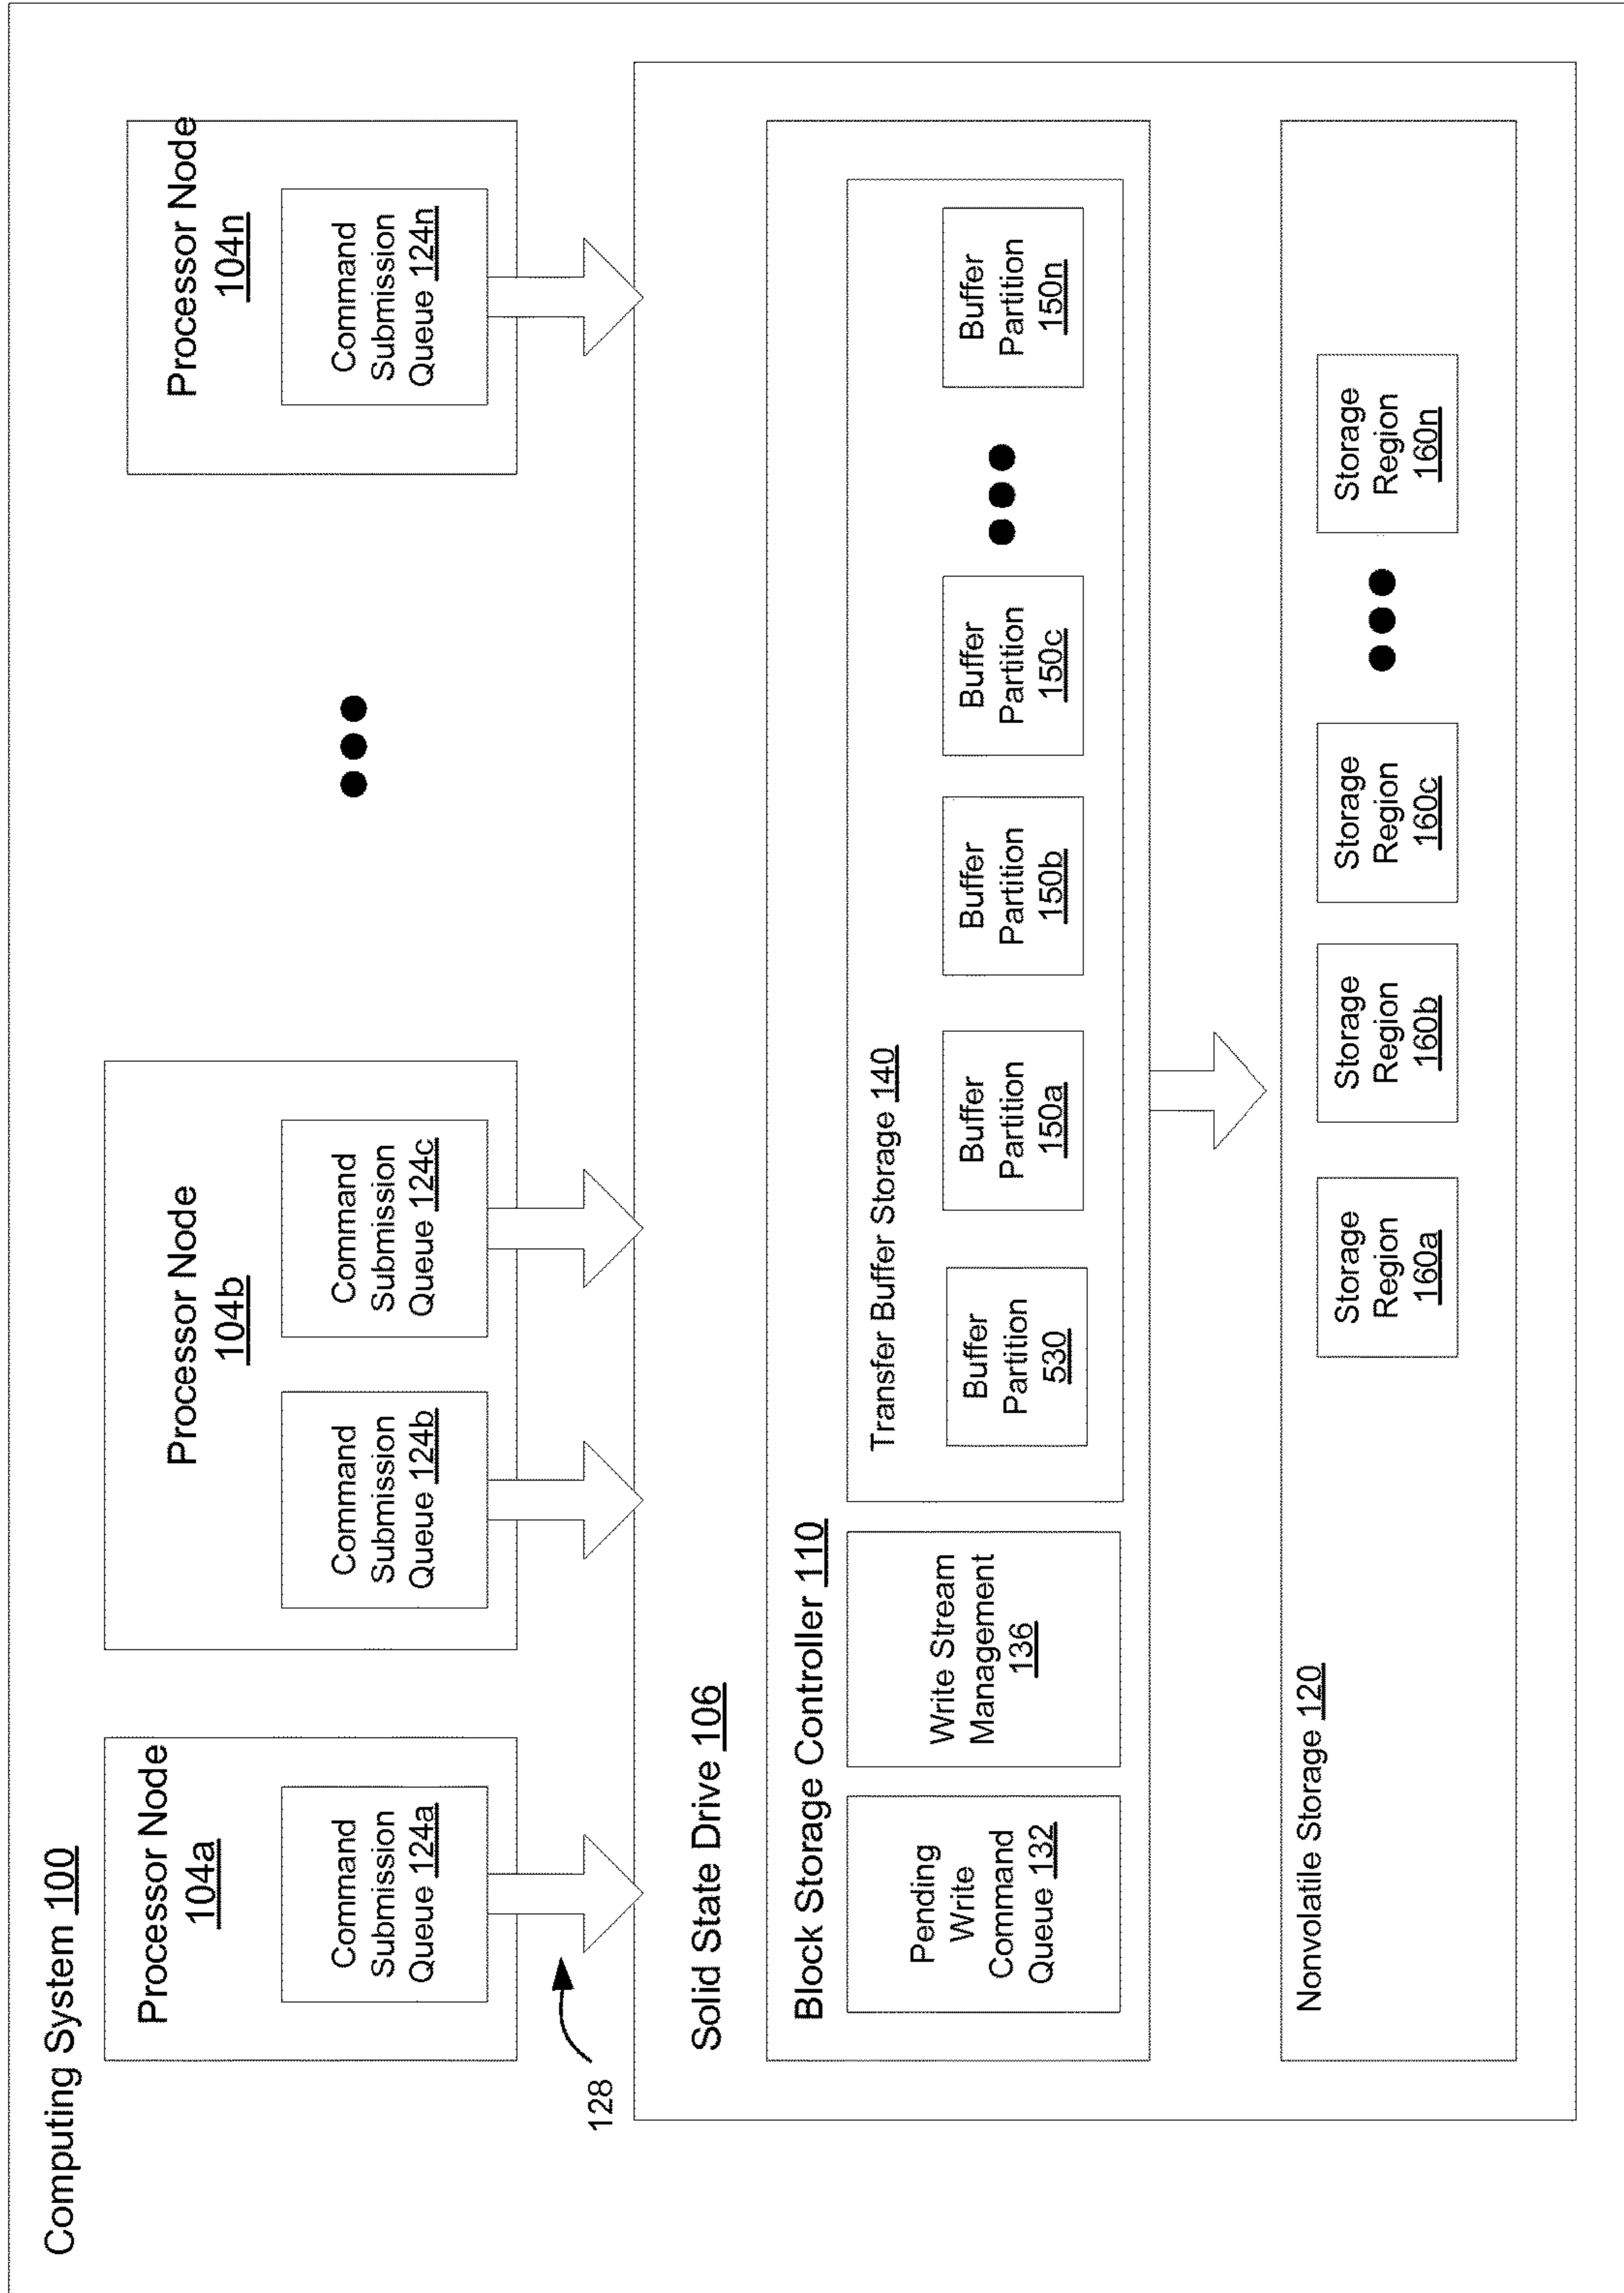 Computing System 100
Processor Node
104a
Command
Submission
Queue 124a
Processor Node
104b
Command
Submission
Queue 124b
Command
Submission
Queue 124c
Processor Node
104n
Command
Submission
Queue 124n
128
Solid State Drive 106
Block Storage Controller 110
Pending
Write
Command
Queue 132
Write Stream
Management
136
Transfer Buffer Storage 140
Buffer
Partition
530
Buffer
Partition
150a
Buffer
Partition
150b
Buffer
Partition
150c
Buffer
Partition
150n
Nonvolatile Storage 120
Storage
Region
160a
Storage
Region
160b
Storage
Region
160c
Storage
Region
160n